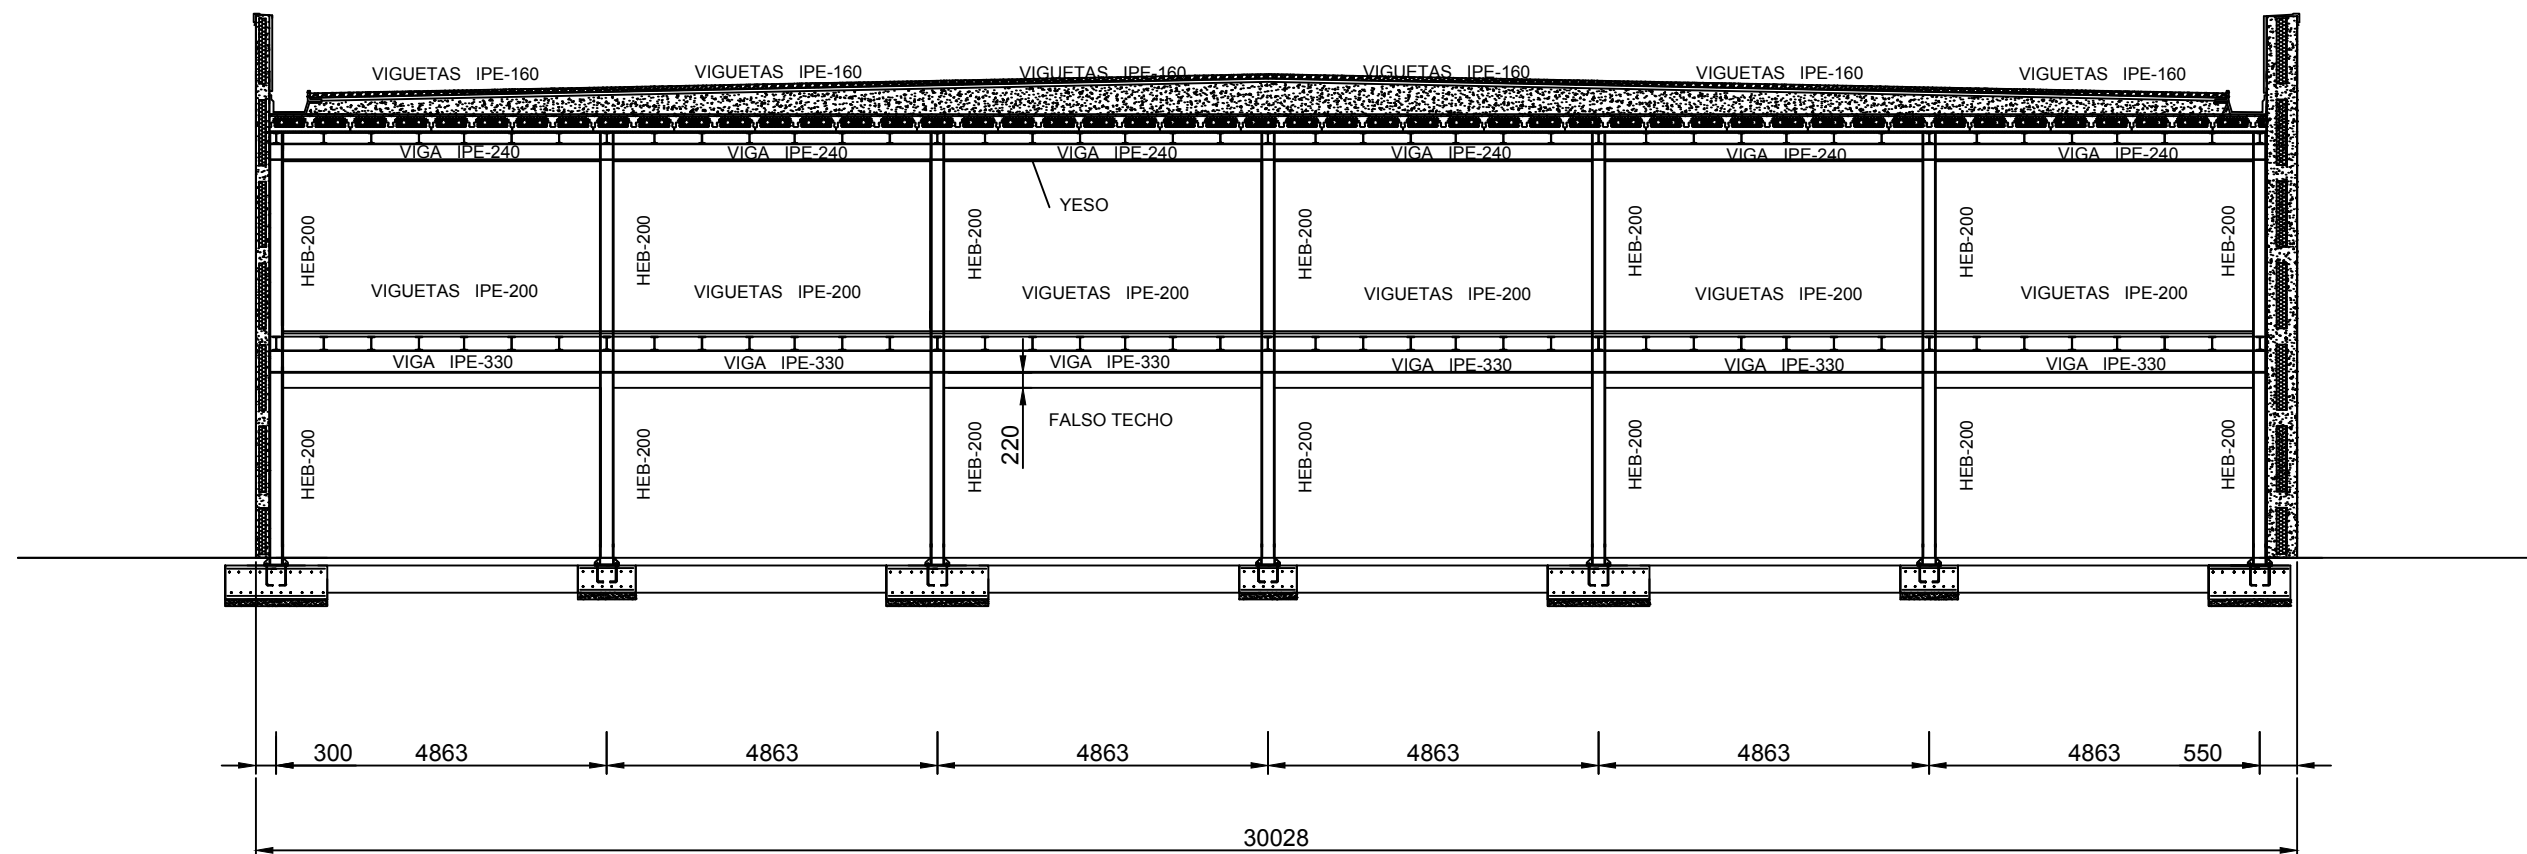 VIGUETAS IPE-160
VIGUETAS IPE-160
VIGUETAS IPE-160
VIGUETAS IPE-160
VIGUETAS IPE-160
VIGUETAS IPE-160
VIGA IPE-240
VIGA IPE-240
VIGA IPE-240
VIGA IPE-240
VIGA IPE-240
VIGA IPE-240
YESO
HEB-200
HEB-200
HEB-200
HEB-200
HEB-200
HEB-200
HEB-200
VIGUETAS IPE-200
VIGUETAS IPE-200
VIGUETAS IPE-200
VIGUETAS IPE-200
VIGUETAS IPE-200
VIGUETAS IPE-200
VIGA IPE-330
VIGA IPE-330
VIGA IPE-330
VIGA IPE-330
VIGA IPE-330
VIGA IPE-330
FALSO TECHO
220
HEB-200
HEB-200
HEB-200
HEB-200
HEB-200
HEB-200
HEB-200
300 4863 4863 4863 4863 4863 4863 550
30028